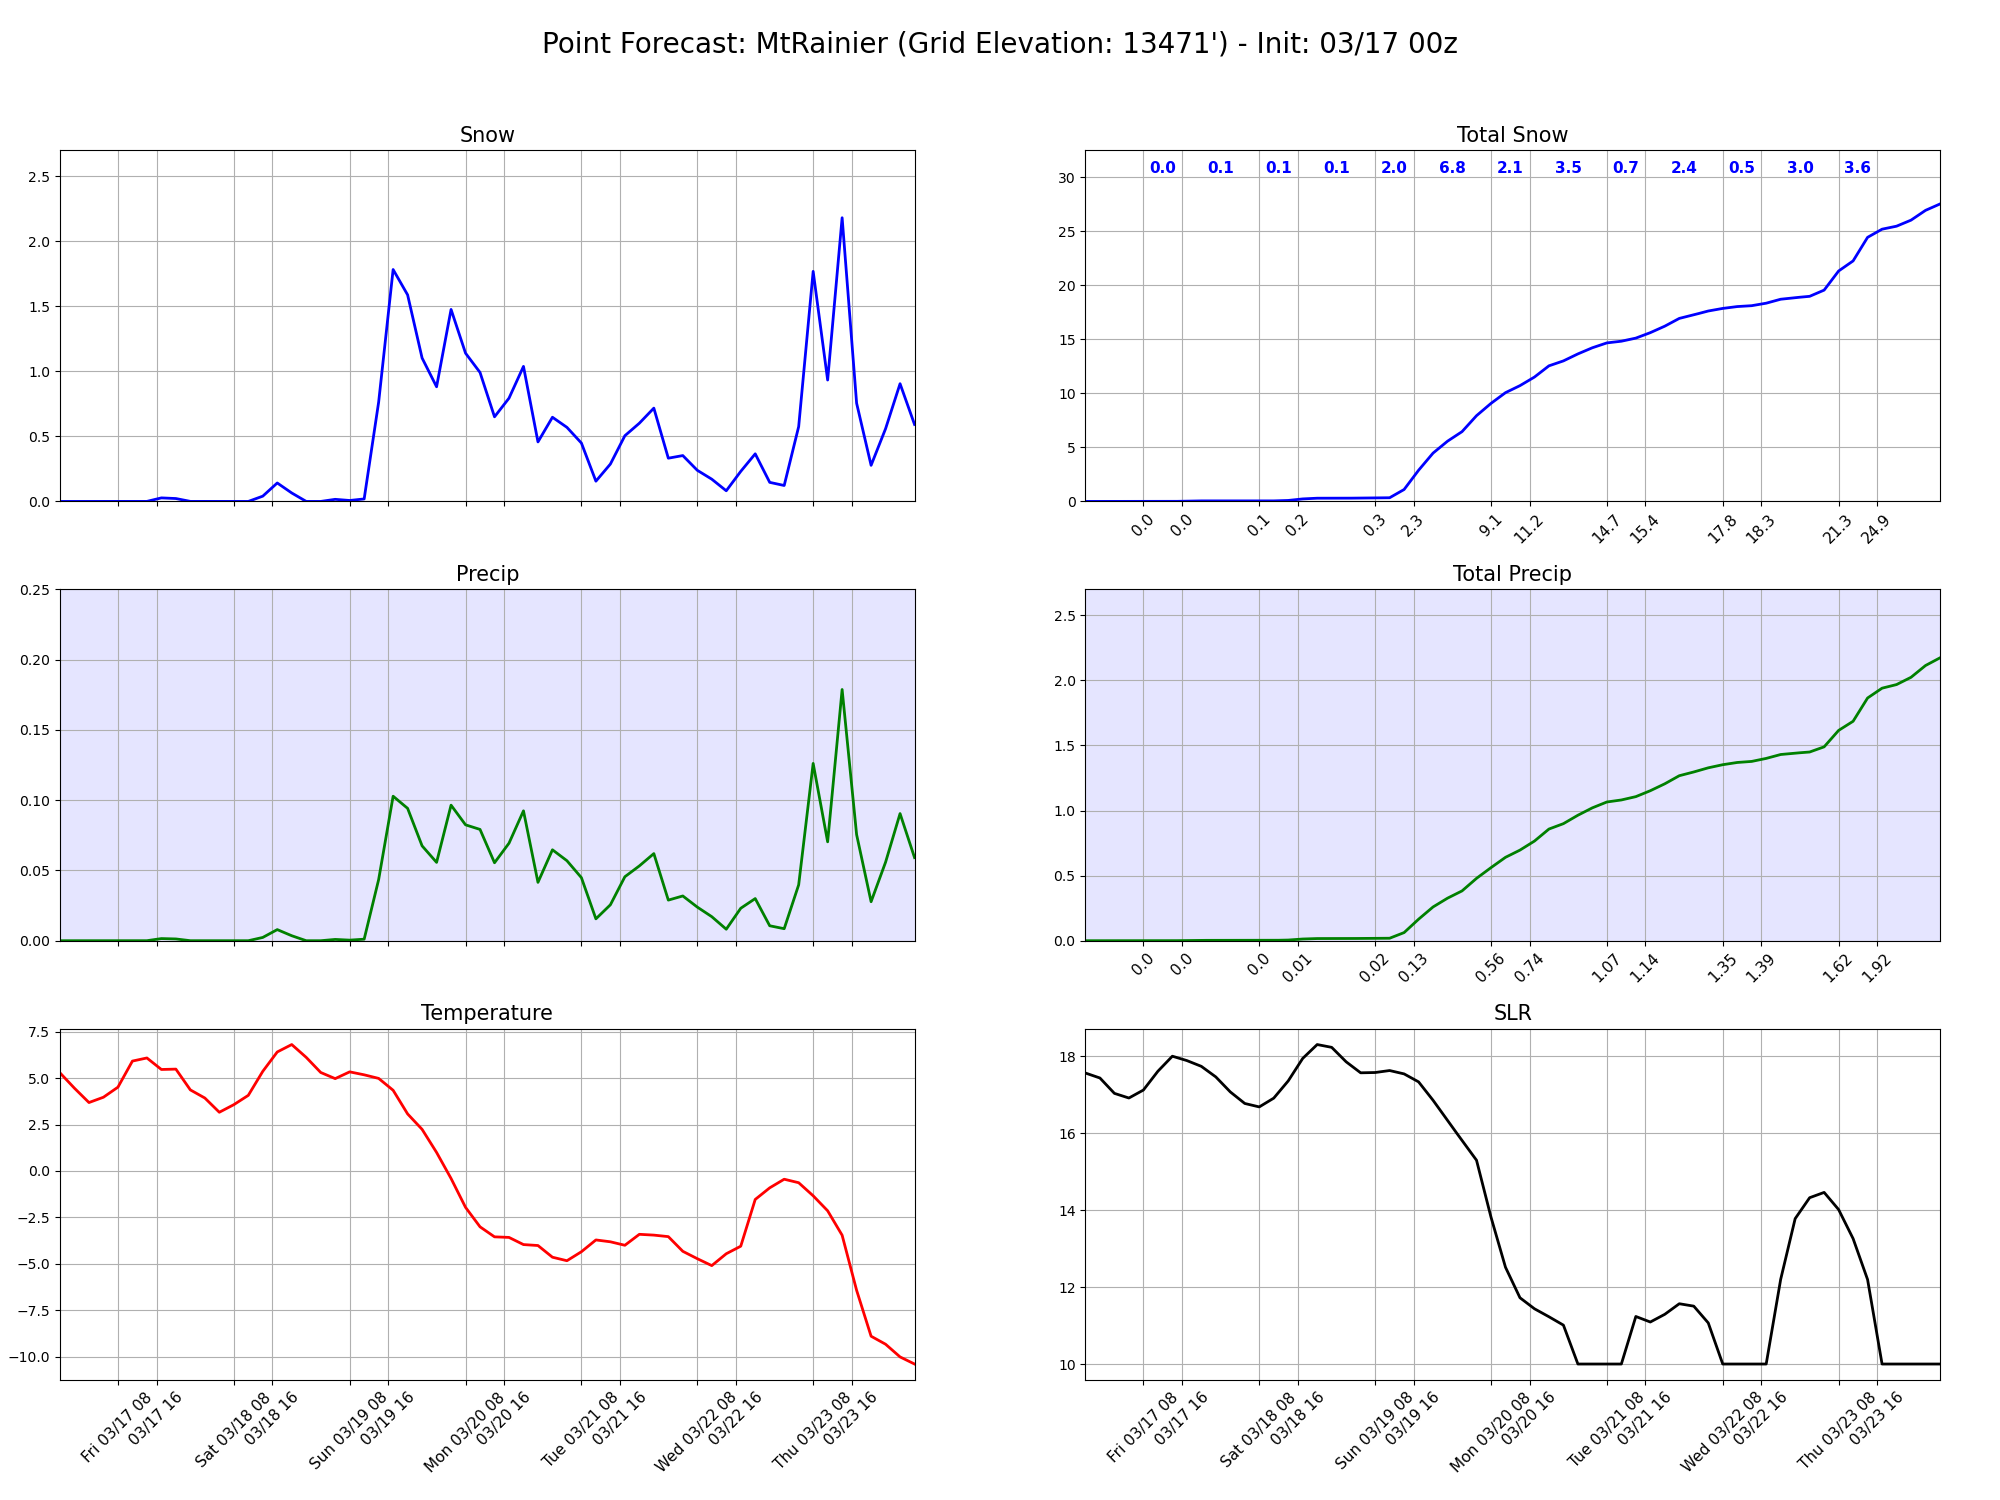 Point Forecast: MtRainier (Grid Elevation: 13471') - Init: 03/17 00z
Snow
2.5
2.0
1.5
1.0
0.5
0.0
Total Snow
0.0 0.1 0.1 0.1 2.0 6.8 2.1 3.5 0.7 2.4 0.5 3.0 3.6
30
25
20
15
10
5
0
0.0 0.0 0.1 0.2 0.3 2.3 9.1 11.2 14.7 15.4 17.8 18.3 21.3 24.9
Precip
0.25
0.20
0.15
0.10
0.05
0.00
Total Precip
2.5
2.0
1.5
1.0
0.5
0.0
0.0 0.0 0.0 0.01 0.02 0.13 0.56 0.74 1.07 1.14 1.35 1.39 1.62 1.92
Temperature
7.5
5.0
2.5
0.0
−2.5
−5.0
−7.5
−10.0
Fri 03/17 08
03/17 16
Sat 03/18 08
03/18 16
Sun 03/19 08
03/19 16
Mon 03/20 08
03/20 16
Tue 03/21 08
03/21 16
Wed 03/22 08
03/22 16
Thu 03/23 08
03/23 16
SLR
18
16
14
12
10
Fri 03/17 08
03/17 16
Sat 03/18 08
03/18 16
Sun 03/19 08
03/19 16
Mon 03/20 08
03/20 16
Tue 03/21 08
03/21 16
Wed 03/22 08
03/22 16
Thu 03/23 08
03/23 16